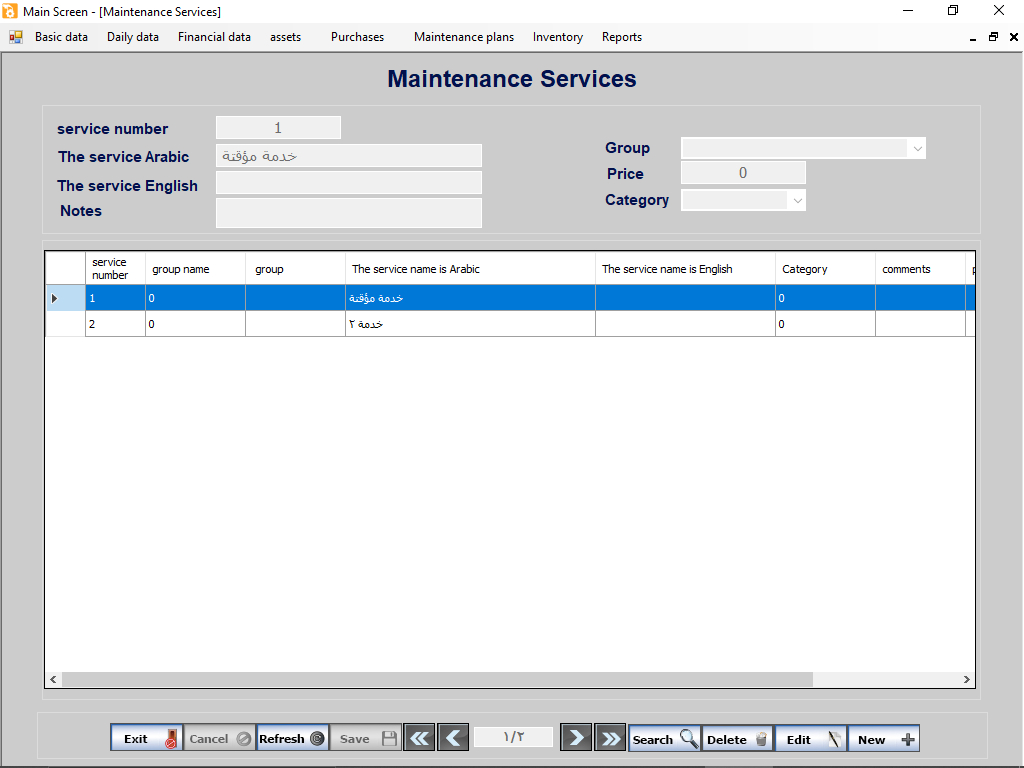 Main Screen - [Maintenance Services]
Basic data Daily data Financial data assets Purchases Maintenance plans Inventory Reports
Maintenance Services
service number 1
The service Arabic خدمة مؤقتة
The service English
Notes
Group
Price 0
Category
service number group name group The service name is Arabic The service name is English Category comments
1 0 خدمة مؤقتة 0
2 0 خدمة ٢ 0
Exit Cancel Refresh Save ١/٢ Search Delete Edit New